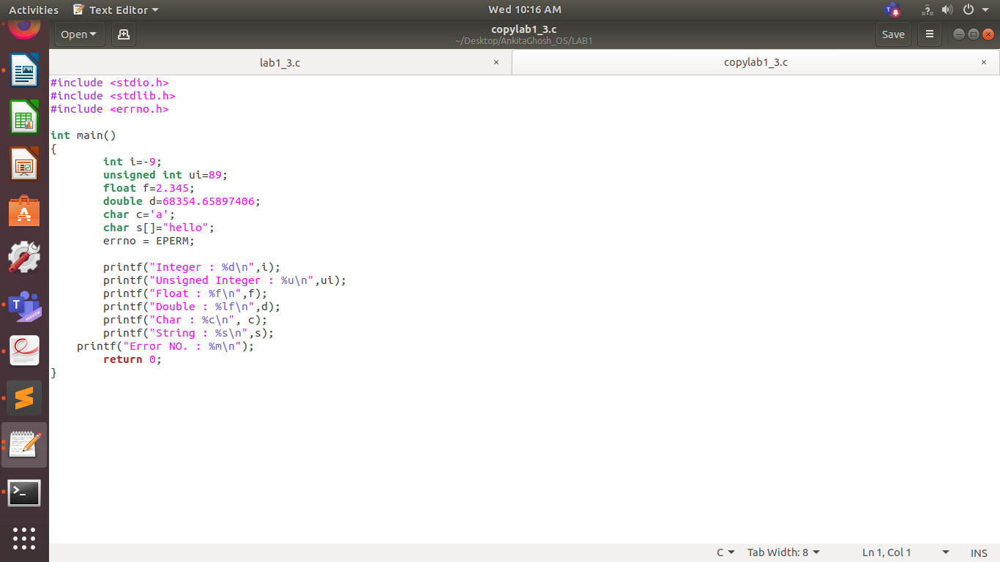 Activities Text Editor Wed 10:16 AM
Open copylab1_3.c Save
~/Desktop/AnkitaGhosh_OS/LAB1
lab1_3.c × copylab1_3.c ×
#include <stdio.h>
#include <stdlib.h>
#include <errno.h>

int main()
{
        int i=-9;
        unsigned int ui=89;
        float f=2.345;
        double d=68354.65897406;
        char c='a';
        char s[]="hello";
        errno = EPERM;

        printf("Integer : %d\n",i);
        printf("Unsigned Integer : %u\n",ui);
        printf("Float : %f\n",f);
        printf("Double : %lf\n",d);
        printf("Char : %c\n", c);
        printf("String : %s\n",s);
    printf("Error NO. : %m\n");
        return 0;
}
C Tab Width: 8 Ln 1, Col 1 INS